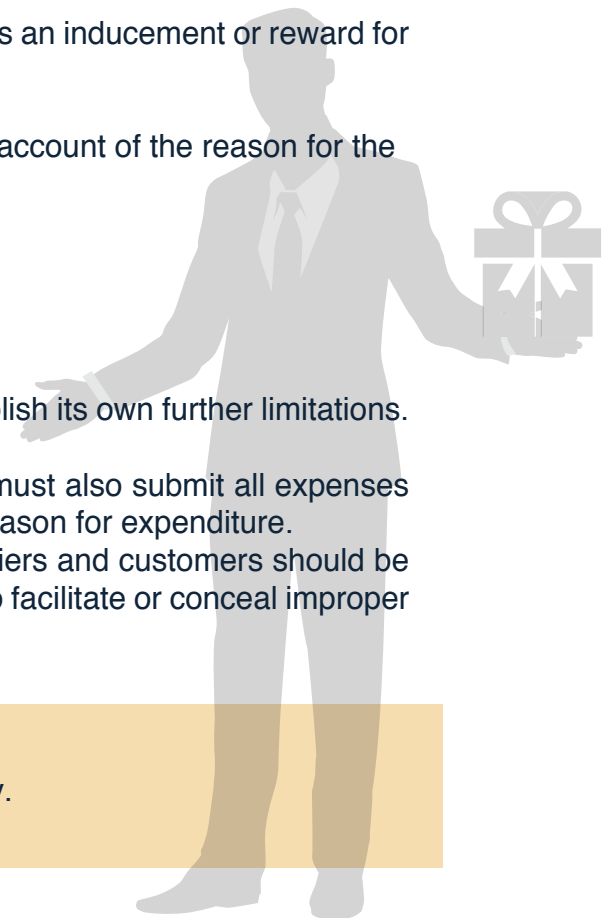 s an inducement or reward for
account of the reason for the
lish its own further limitations.
must also submit all expenses
eason for expenditure.
iers and customers should be
o facilitate or conceal improper
.